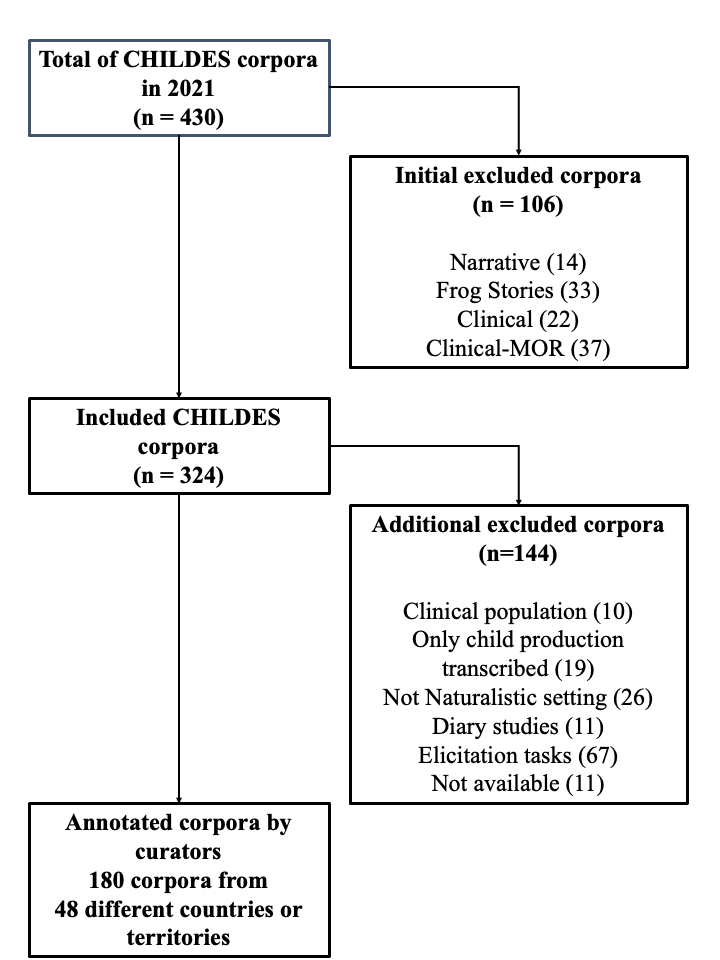 Total of CHILDES corpora
in 2021
(n = 430)
Initial excluded corpora
(n = 106)
Narrative (14)
Frog Stories (33)
Clinical (22)
Clinical-MOR (37)
Included CHILDES
corpora
(n = 324)
Additional excluded corpora
(n=144)
Clinical population (10)
Only child production
transcribed (19)
Not Naturalistic setting (26)
Diary studies (11)
Elicitation tasks (67)
Not available (11)
Annotated corpora by
curators
180 corpora from
48 different countries or
territories